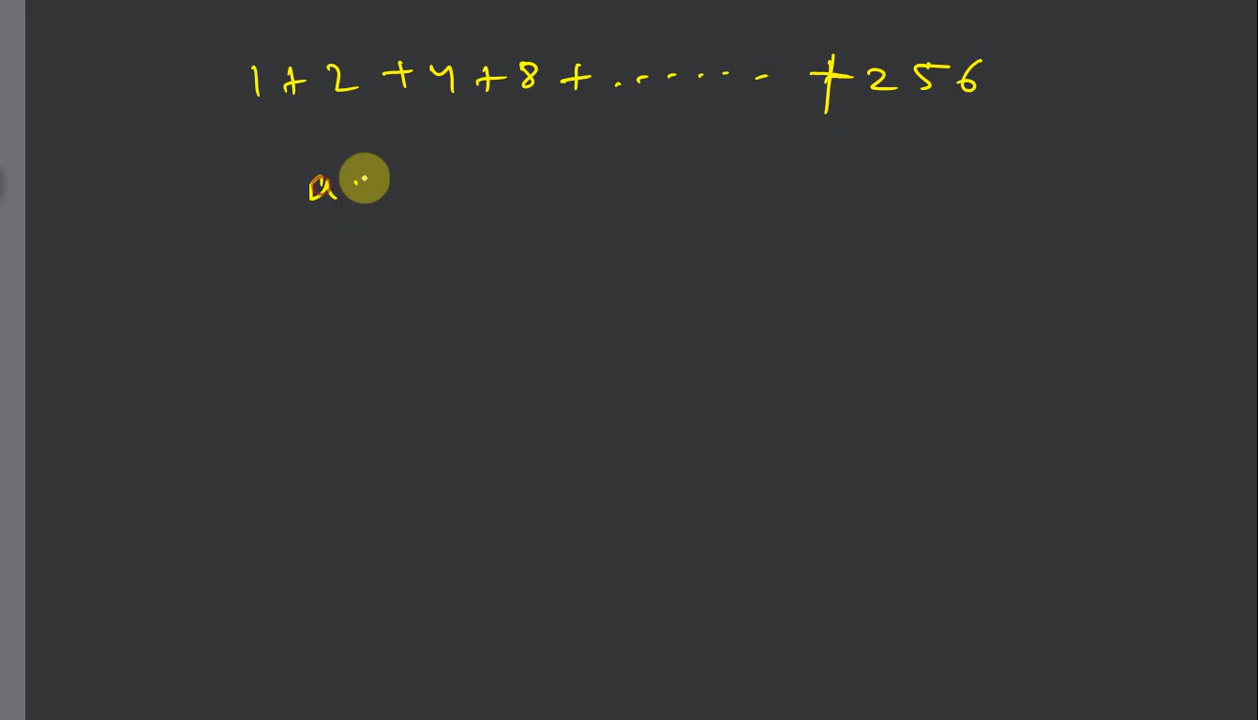 1 + 2 + 4 + 8 + ....... + 256
a